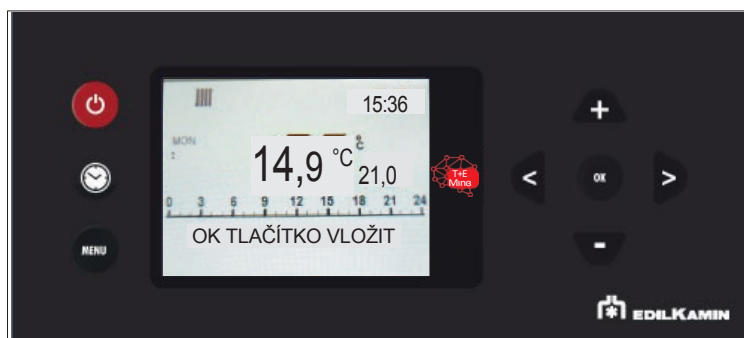 15:36
MON
14,9 °C
°C
21,0
T+E
Mina
0 3 6 9 12 15 18 21 24
OK TLAČÍTKO VLOŽIT
MENU
OK
EDILKAMIN